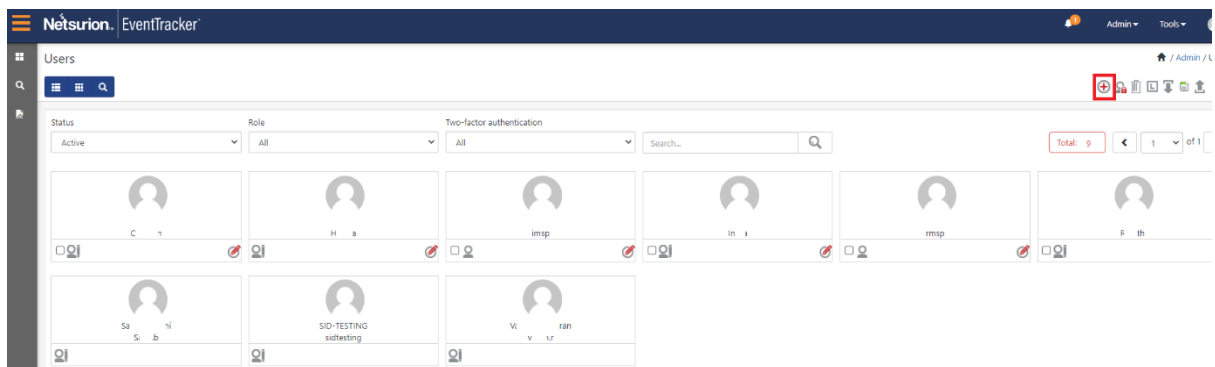 Netsurion. EventTracker
1
Admin
Tools
Users
/ Admin /
Status
Role
Two-factor authentication
Active
All
All
Search...
Total: 9
1
of 1
imsp
rmsp
SID-TESTING
sidtesting